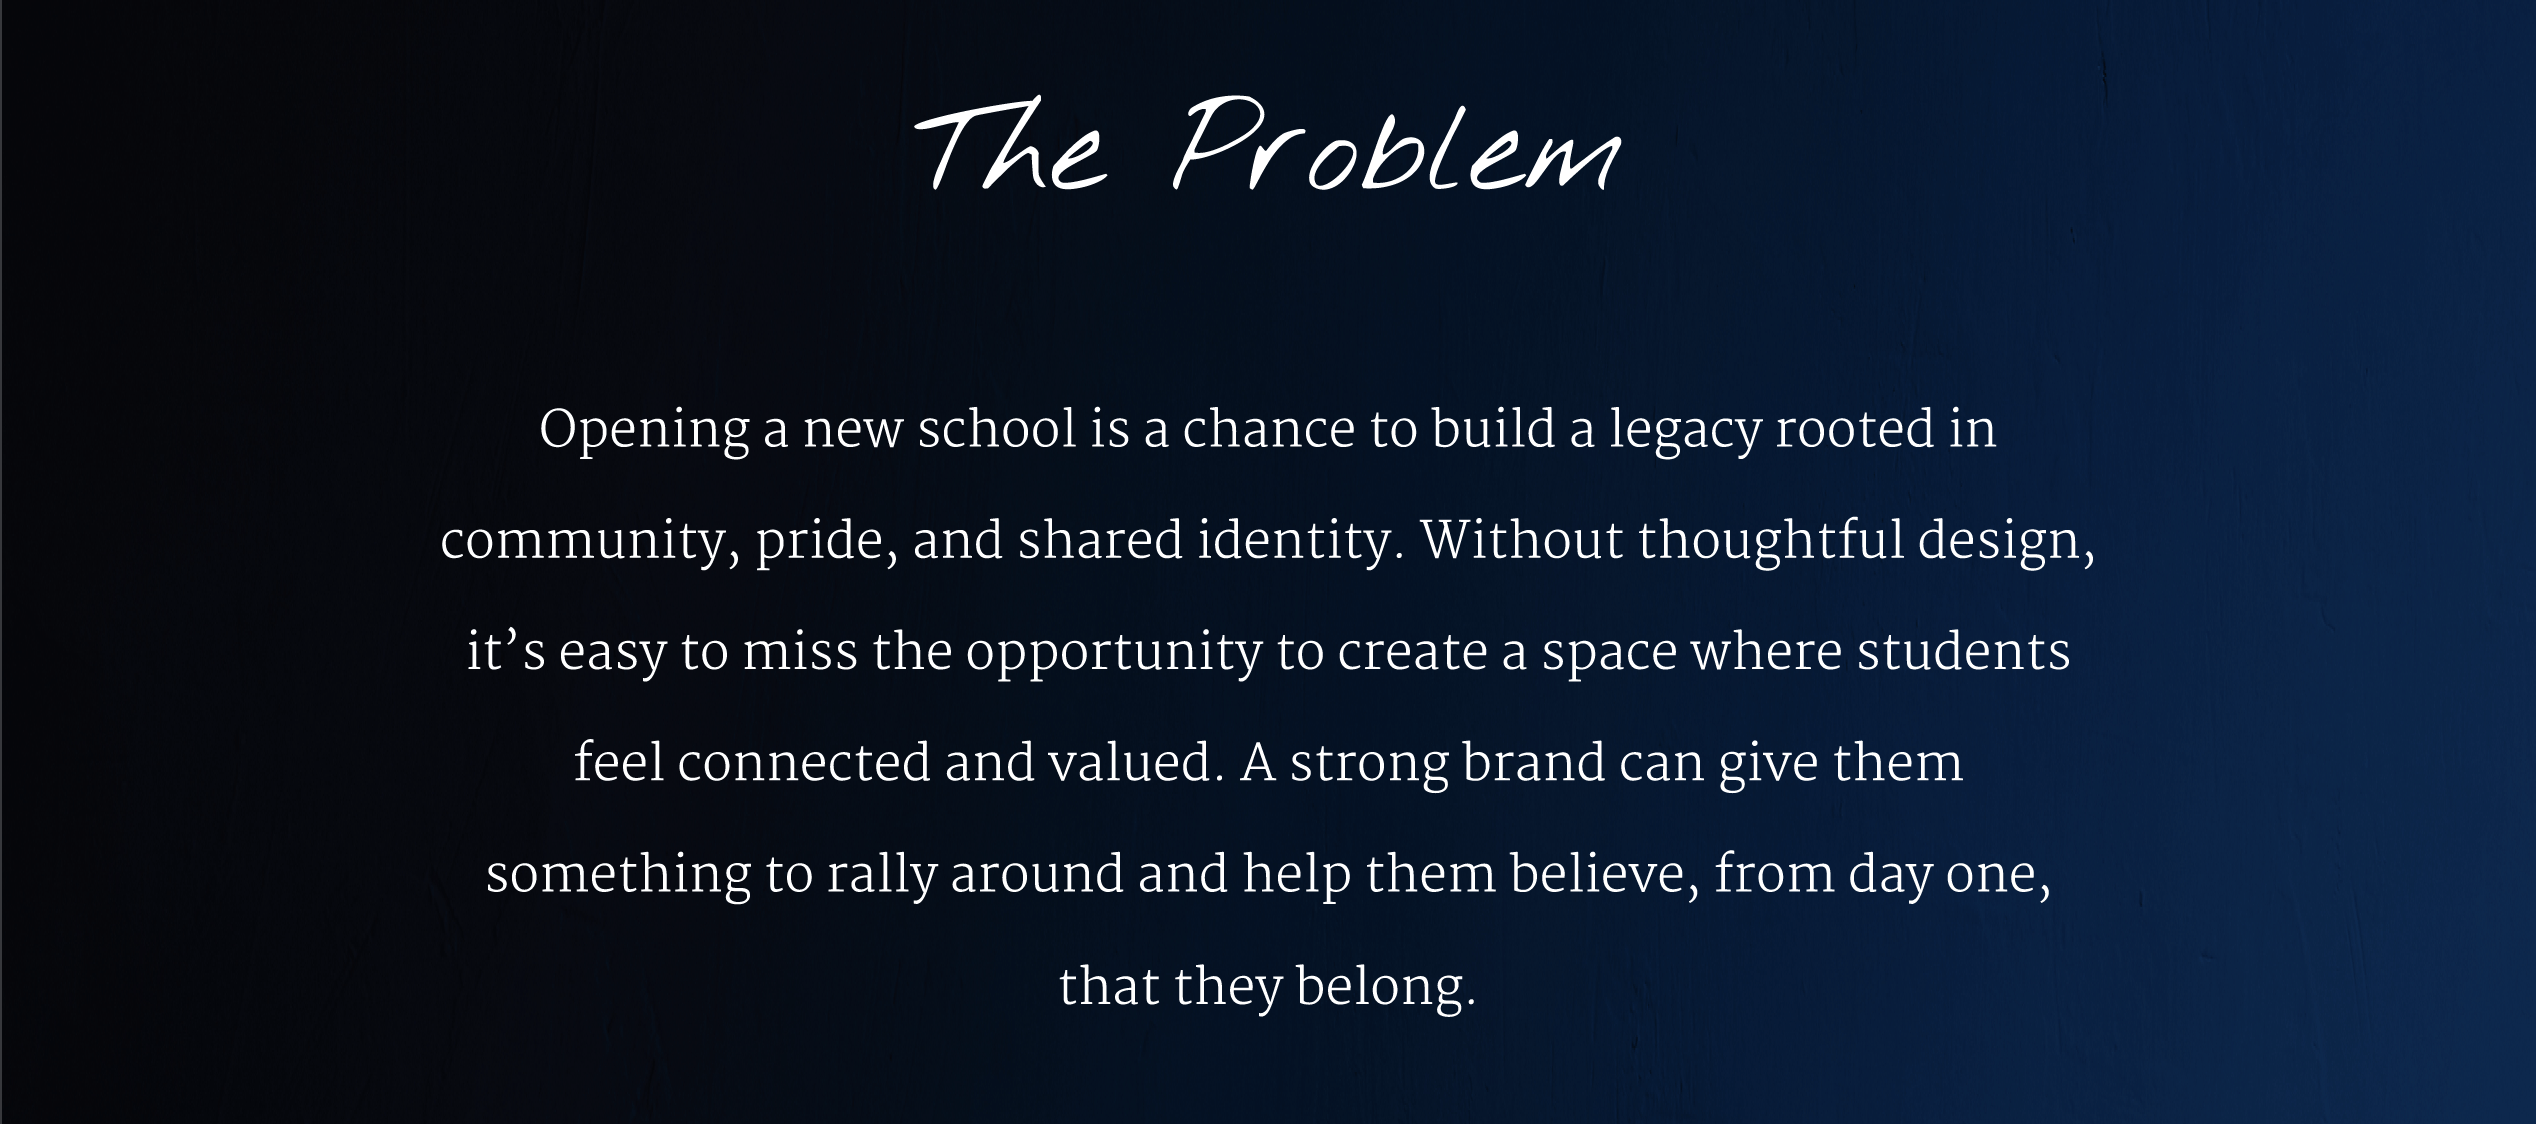 The Problem
Opening a new school is a chance to build a legacy rooted in
community, pride, and shared identity. Without thoughtful design,
it’s easy to miss the opportunity to create a space where students
feel connected and valued. A strong brand can give them
something to rally around and help them believe, from day one,
that they belong.